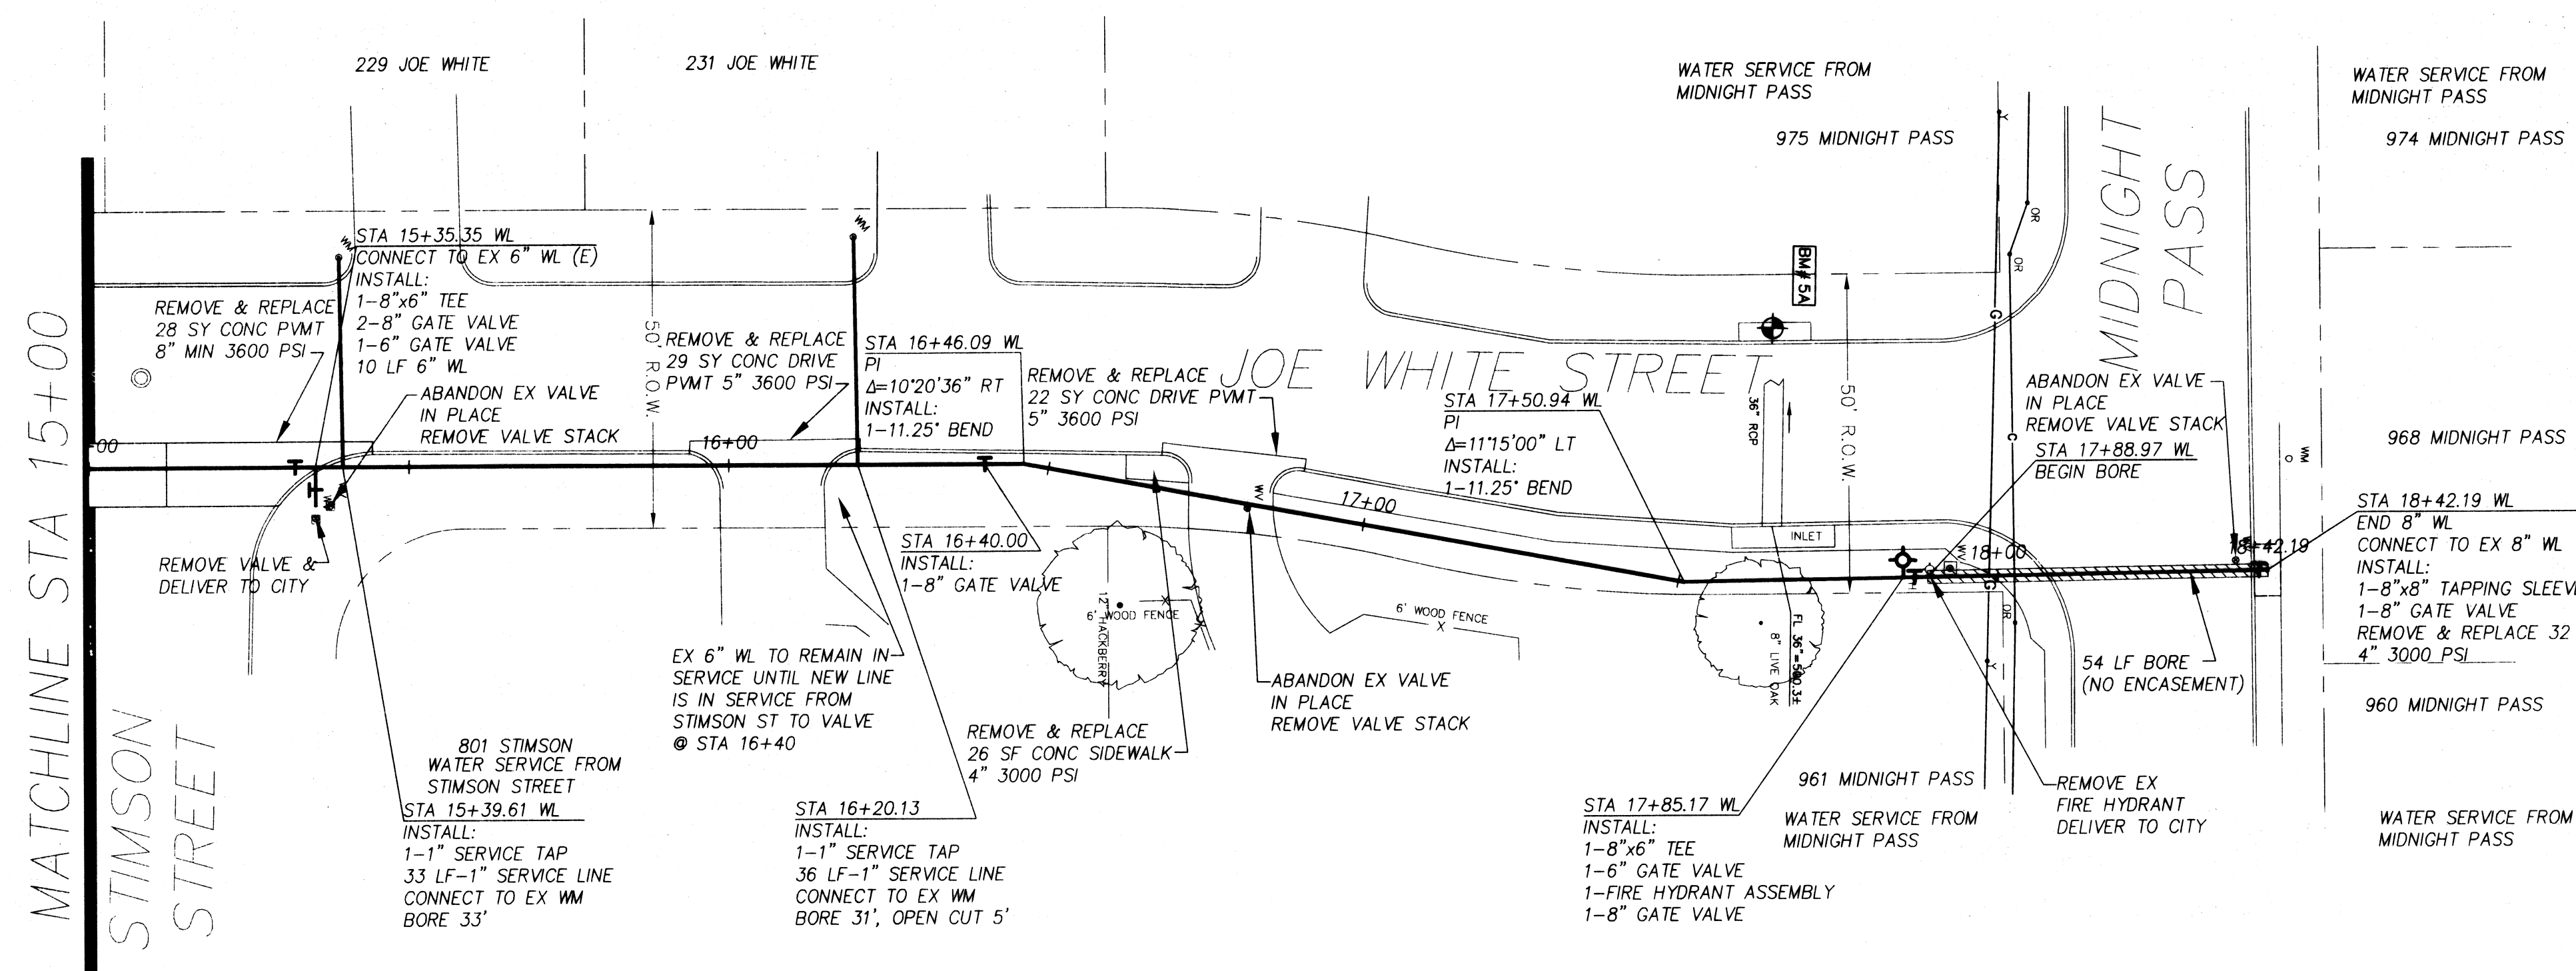 MATCHLINE STA 15+00
STIMSON
STREET
229 JOE WHITE
231 JOE WHITE
WATER SERVICE FROM
MIDNIGHT PASS
975 MIDNIGHT PASS
MIDNIGHT
PASS
WATER SERVICE FROM
MIDNIGHT PASS
974 MIDNIGHT PASS
WM
STA 15+35.35 WL
CONNECT TO EX 6" WL (E)
INSTALL:
1-8"x6" TEE
2-8" GATE VALVE
1-6" GATE VALVE
10 LF 6" WL
REMOVE & REPLACE
28 SY CONC PVMT
8" MIN 3600 PSI
ABANDON EX VALVE
IN PLACE
REMOVE VALVE STACK
REMOVE VALVE &
DELIVER TO CITY
00
50' R.O.W.
WM
REMOVE & REPLACE
29 SY CONC DRIVE
PVMT 5" 3600 PSI
16+00
STA 16+46.09 WL
PI
Δ=10°20'36" RT
INSTALL:
1-11.25° BEND
REMOVE & REPLACE
22 SY CONC DRIVE PVMT
5" 3600 PSI
JOE WHITE STREET
BM# 5A
36" RCP
50' R.O.W.
STA 17+50.94 WL
PI
Δ=11°15'00" LT
INSTALL:
1-11.25° BEND
OR
OR
Y
G
C
ABANDON EX VALVE
IN PLACE
REMOVE VALVE STACK
STA 17+88.97 WL
BEGIN BORE
WM
968 MIDNIGHT PASS
STA 18+42.19 WL
END 8" WL
CONNECT TO EX 8" WL
INSTALL:
1-8"x8" TAPPING SLEEVE
1-8" GATE VALVE
REMOVE & REPLACE 32
4" 3000 PSI
960 MIDNIGHT PASS
STA 16+40.00
INSTALL:
1-8" GATE VALVE
WV
17+00
INLET
18+00
18+42.19
G
OR
Y
12" HACKBERRY
6' WOOD FENCE
X
6' WOOD FENCE
X
FL 36"=500.3±
8" LIVE OAK
54 LF BORE
(NO ENCASEMENT)
EX 6" WL TO REMAIN IN
SERVICE UNTIL NEW LINE
IS IN SERVICE FROM
STIMSON ST TO VALVE
@ STA 16+40
ABANDON EX VALVE
IN PLACE
REMOVE VALVE STACK
REMOVE & REPLACE
26 SF CONC SIDEWALK
4" 3000 PSI
801 STIMSON
WATER SERVICE FROM
STIMSON STREET
STA 15+39.61 WL
INSTALL:
1-1" SERVICE TAP
33 LF-1" SERVICE LINE
CONNECT TO EX WM
BORE 33'
STA 16+20.13
INSTALL:
1-1" SERVICE TAP
36 LF-1" SERVICE LINE
CONNECT TO EX WM
BORE 31', OPEN CUT 5'
STA 17+85.17 WL
INSTALL:
1-8"x6" TEE
1-6" GATE VALVE
1-FIRE HYDRANT ASSEMBLY
1-8" GATE VALVE
961 MIDNIGHT PASS
WATER SERVICE FROM
MIDNIGHT PASS
REMOVE EX
FIRE HYDRANT
DELIVER TO CITY
WATER SERVICE FROM
MIDNIGHT PASS